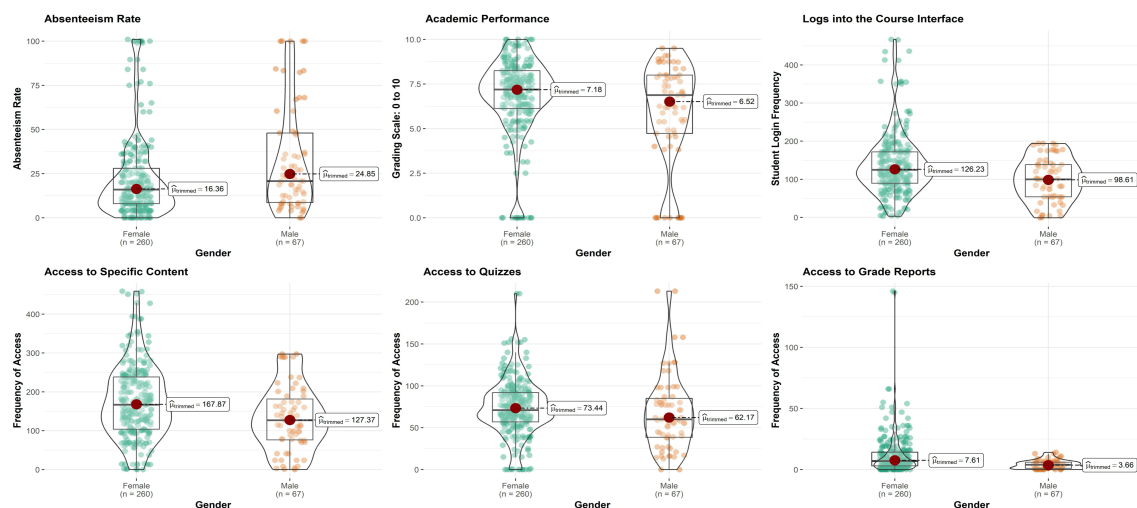 Absenteeism Rate
Absenteeism Rate
100
75
50
25
0
μ̂trimmed = 16.36
μ̂trimmed = 24.85
Female
(n = 260)
Male
(n = 67)
Gender
Academic Performance
Grading Scale: 0 to 10
10.0
7.5
5.0
2.5
0.0
μ̂trimmed = 7.18
μ̂trimmed = 6.52
Female
(n = 260)
Male
(n = 67)
Gender
Logs into the Course Interface
Student Login Frequency
400
300
200
100
0
μ̂trimmed = 126.23
μ̂trimmed = 98.61
Female
(n = 260)
Male
(n = 67)
Gender
Access to Specific Content
Frequency of Access
400
300
200
100
0
μ̂trimmed = 167.87
μ̂trimmed = 127.37
Female
(n = 260)
Male
(n = 67)
Gender
Access to Quizzes
Frequency of Access
200
150
100
50
0
μ̂trimmed = 73.44
μ̂trimmed = 62.17
Female
(n = 260)
Male
(n = 67)
Gender
Access to Grade Reports
Frequency of Access
150
100
50
0
μ̂trimmed = 7.61
μ̂trimmed = 3.66
Female
(n = 260)
Male
(n = 67)
Gender